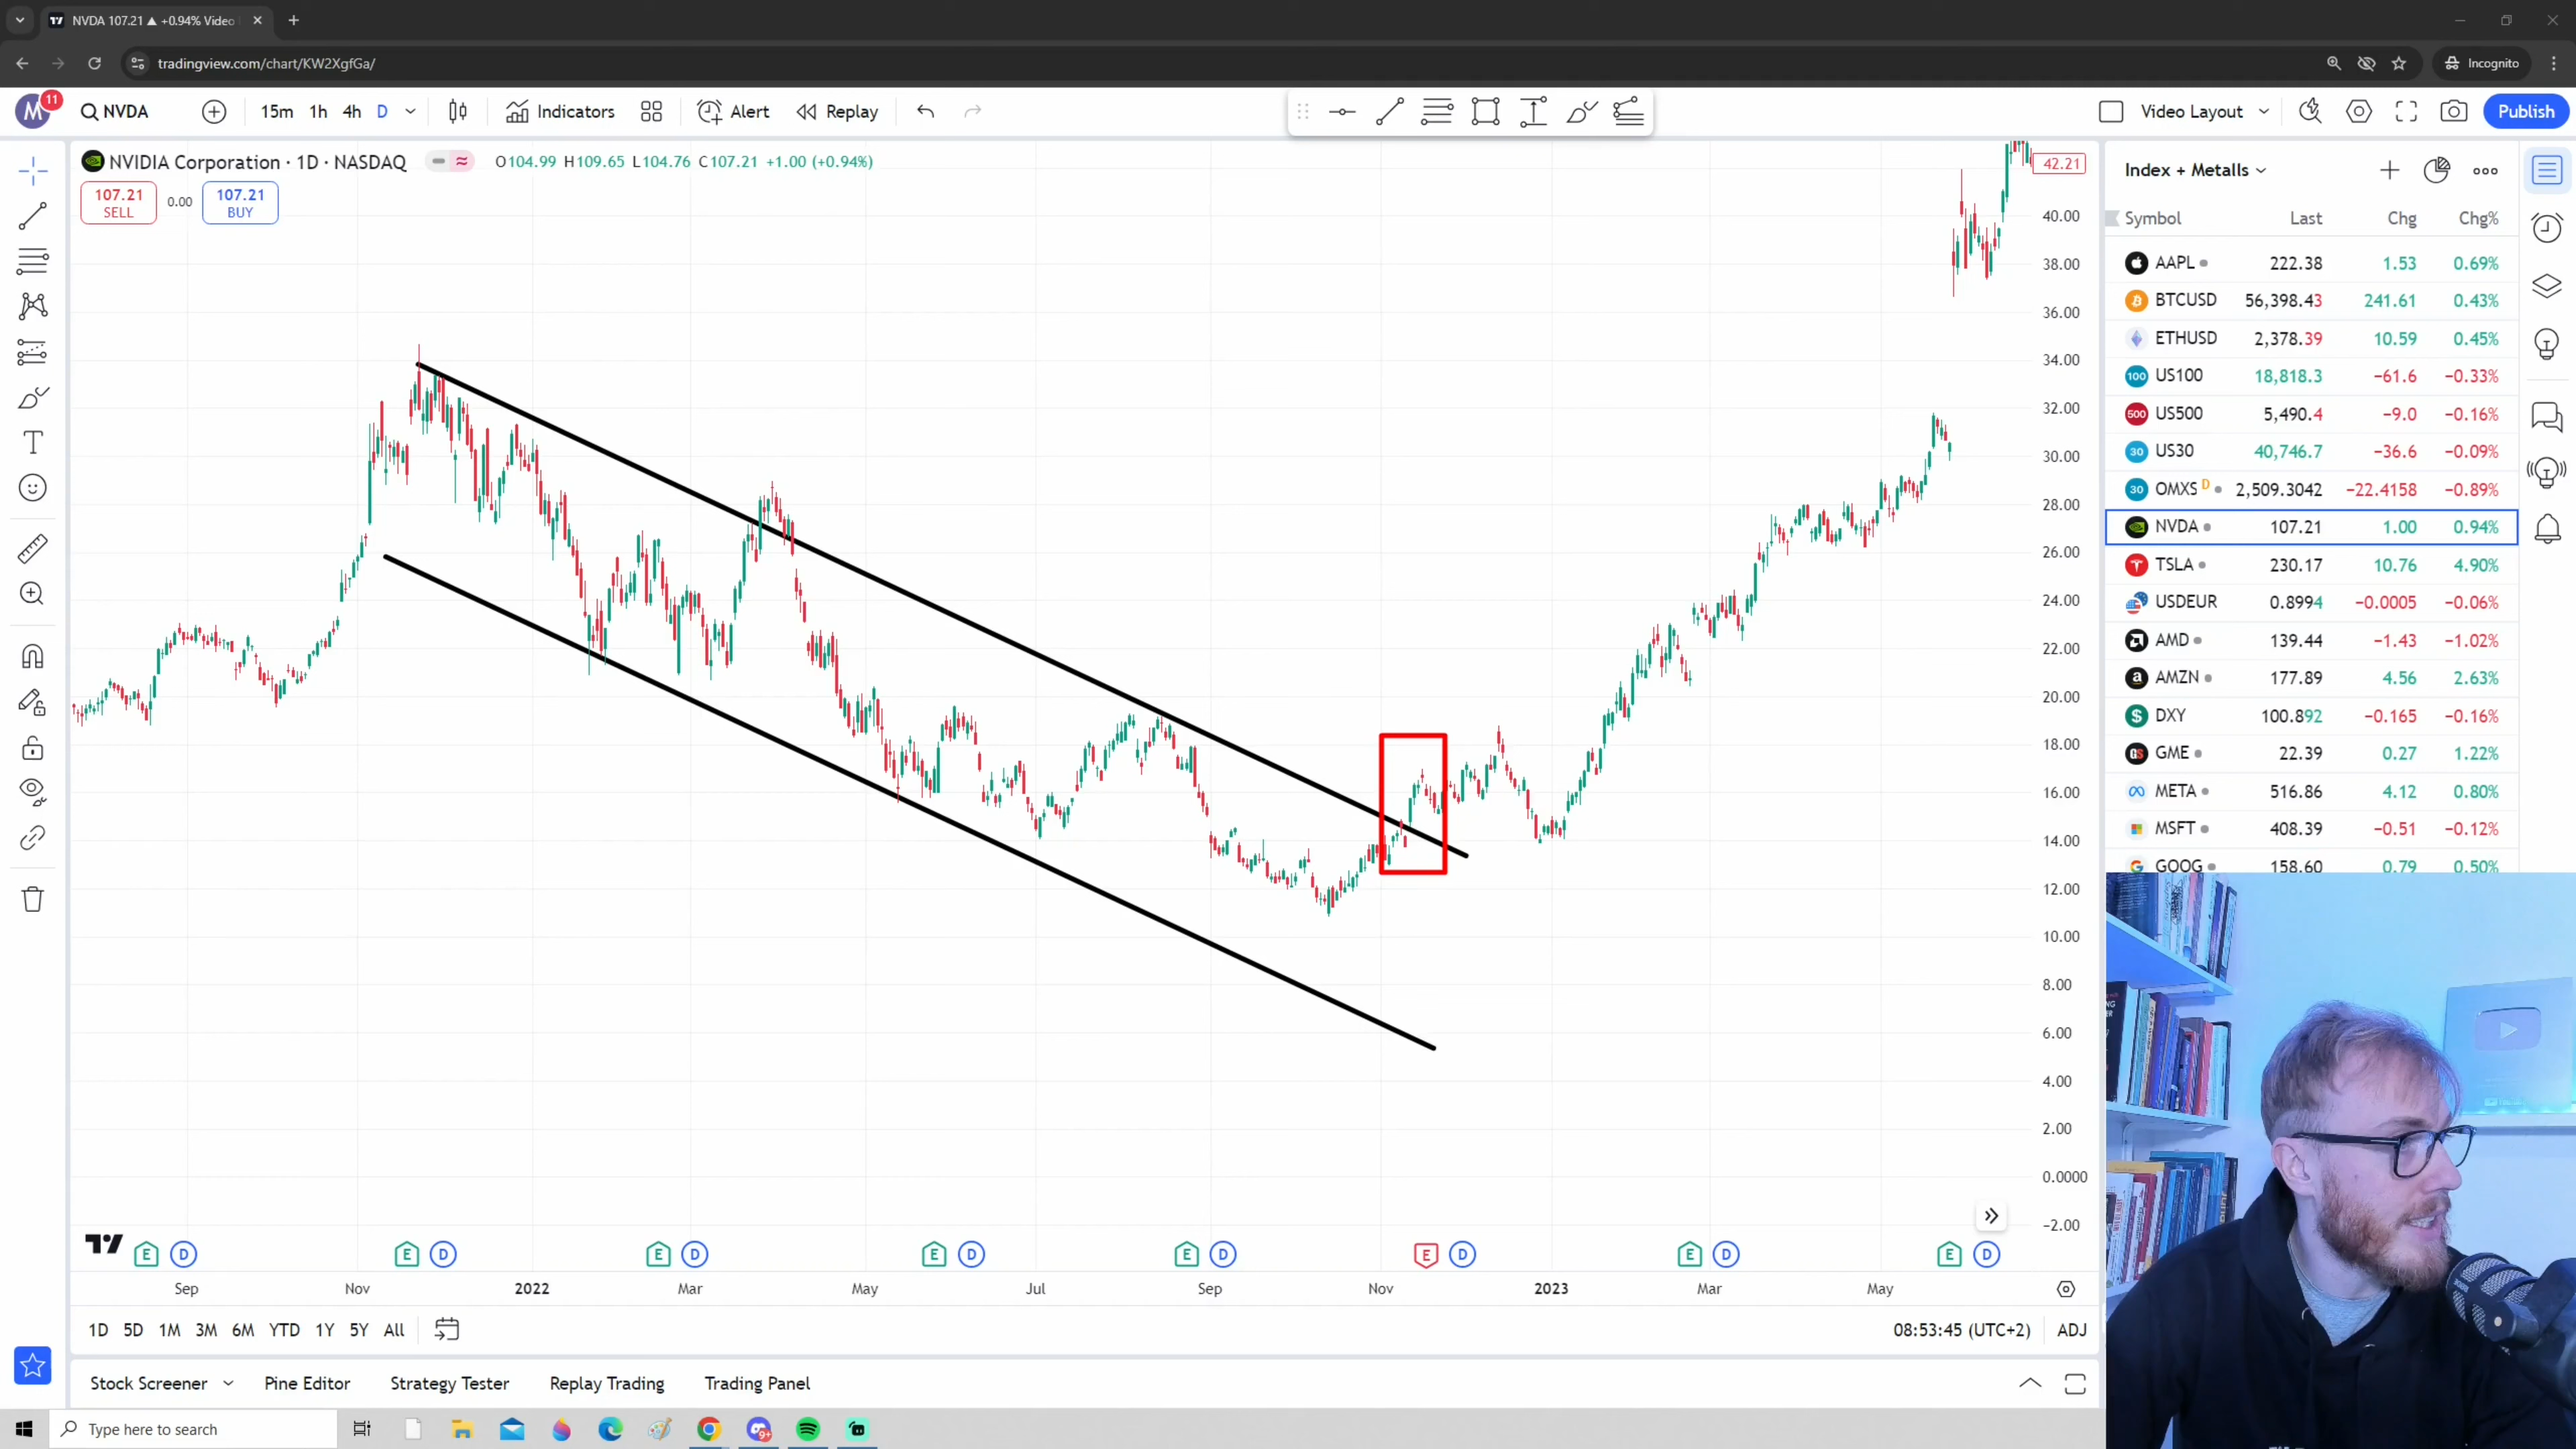 NVDA 107.21 ▲ +0.94% Video
tradingview.com/chart/KW2XgfGa/
Incognito
M 11 NVDA 15m 1h 4h D Indicators Alert Replay Video Layout Publish
NVIDIA Corporation · 1D · NASDAQ O104.99 H109.65 L104.76 C107.21 +1.00 (+0.94%)
107.21 SELL
0.00
107.21 BUY
42.21
40.00
38.00
36.00
34.00
32.00
30.00
28.00
26.00
24.00
22.00
20.00
18.00
16.00
14.00
12.00
10.00
8.00
6.00
4.00
2.00
0.0000
−2.00
E D E D E D E D E D E D E D E D
Sep Nov 2022 Mar May Jul Sep Nov 2023 Mar May
1D 5D 1M 3M 6M YTD 1Y 5Y All 08:53:45 (UTC+2) ADJ
Stock Screener Pine Editor Strategy Tester Replay Trading Trading Panel
Index + Metalls
Symbol Last Chg Chg%
AAPL 222.38 1.53 0.69%
BTCUSD 56,398.43 241.61 0.43%
ETHUSD 2,378.39 10.59 0.45%
100 US100 18,818.3 −61.6 −0.33%
500 US500 5,490.4 −9.0 −0.16%
30 US30 40,746.7 −36.6 −0.09%
30 OMXS D 2,509.3042 −22.4158 −0.89%
NVDA 107.21 1.00 0.94%
TSLA 230.17 10.76 4.90%
USDEUR 0.8994 −0.0005 −0.06%
AMD 139.44 −1.43 −1.02%
AMZN 177.89 4.56 2.63%
DXY 100.892 −0.165 −0.16%
GME 22.39 0.27 1.22%
META 516.86 4.12 0.80%
MSFT 408.39 −0.51 −0.12%
GOOG 158.60 0.79 0.50%
Type here to search
9+